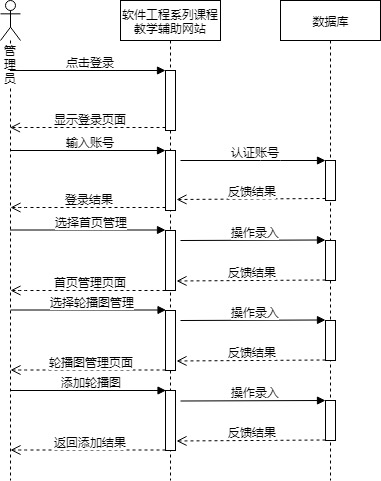 软件工程系列课程
教学辅助网站
数据库
管
理
员
点击登录
显示登录页面
输入账号
认证账号
反馈结果
登录结果
选择首页管理
操作录入
反馈结果
首页管理页面
选择轮播图管理
操作录入
反馈结果
轮播图管理页面
添加轮播图
操作录入
反馈结果
返回添加结果